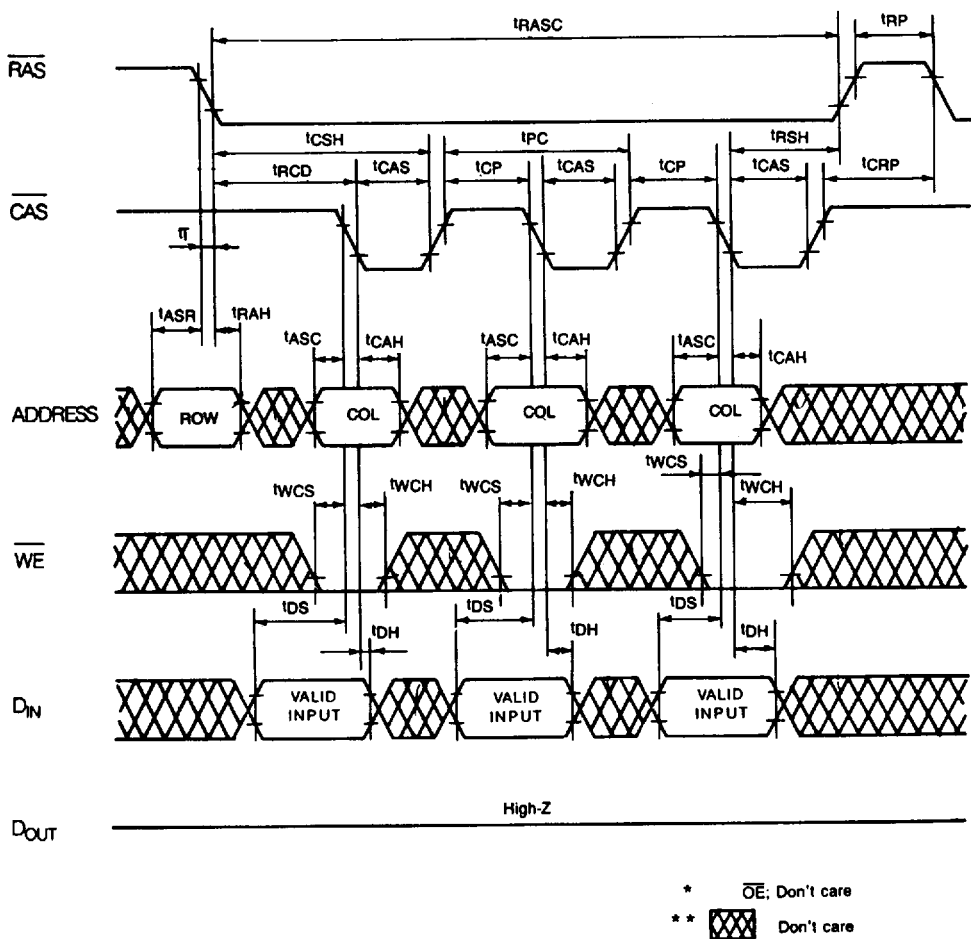 tRASC tRP
RAS
tCSH tPC tRSH
tRCD tCAS tCP tCAS tCP tCAS tCRP
CAS
tT
tASR tRAH tASC tCAH tASC tCAH tASC tCAH
ADDRESS ROW COL COL COL
tWCS tWCH tWCS tWCH tWCS tWCH
WE
tDS tDH tDS tDH tDS tDH
DIN VALID INPUT VALID INPUT VALID INPUT
High-Z
DOUT
* OE; Don't care
** Don't care